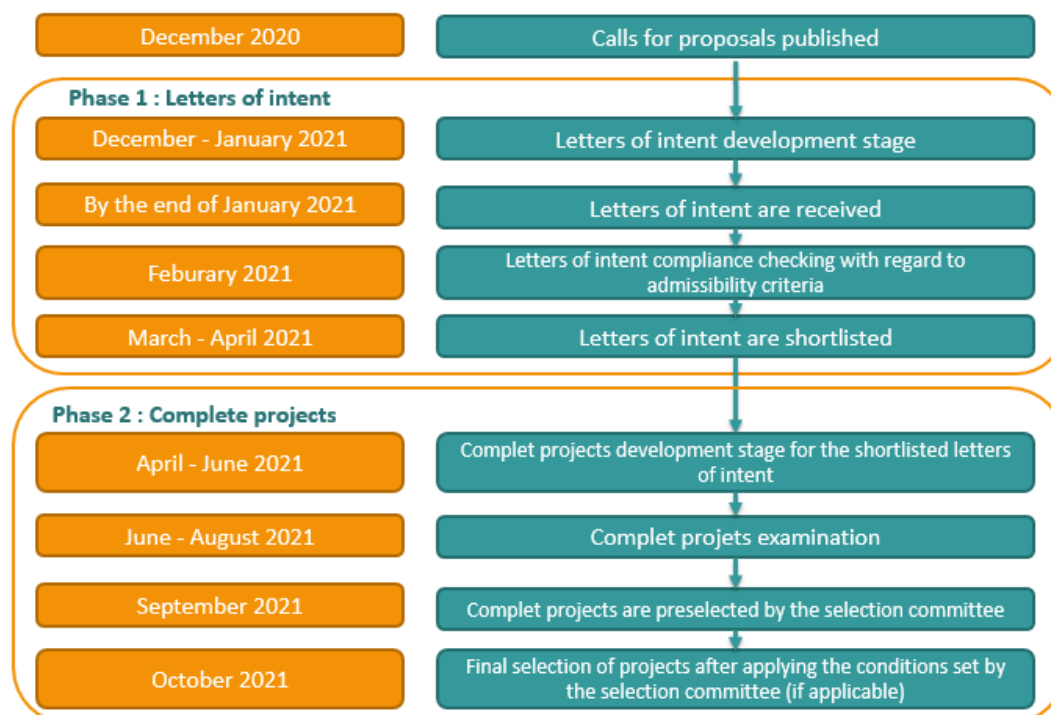 December 2020
Calls for proposals published
Phase 1 : Letters of intent
December - January 2021
Letters of intent development stage
By the end of January 2021
Letters of intent are received
Feburary 2021
Letters of intent compliance checking with regard to
admissibility criteria
March - April 2021
Letters of intent are shortlisted
Phase 2 : Complete projects
April - June 2021
Complet projects development stage for the shortlisted letters
of intent
June - August 2021
Complet projets examination
September 2021
Complet projects are preselected by the selection committee
October 2021
Final selection of projects after applying the conditions set by
the selection committee (if applicable)